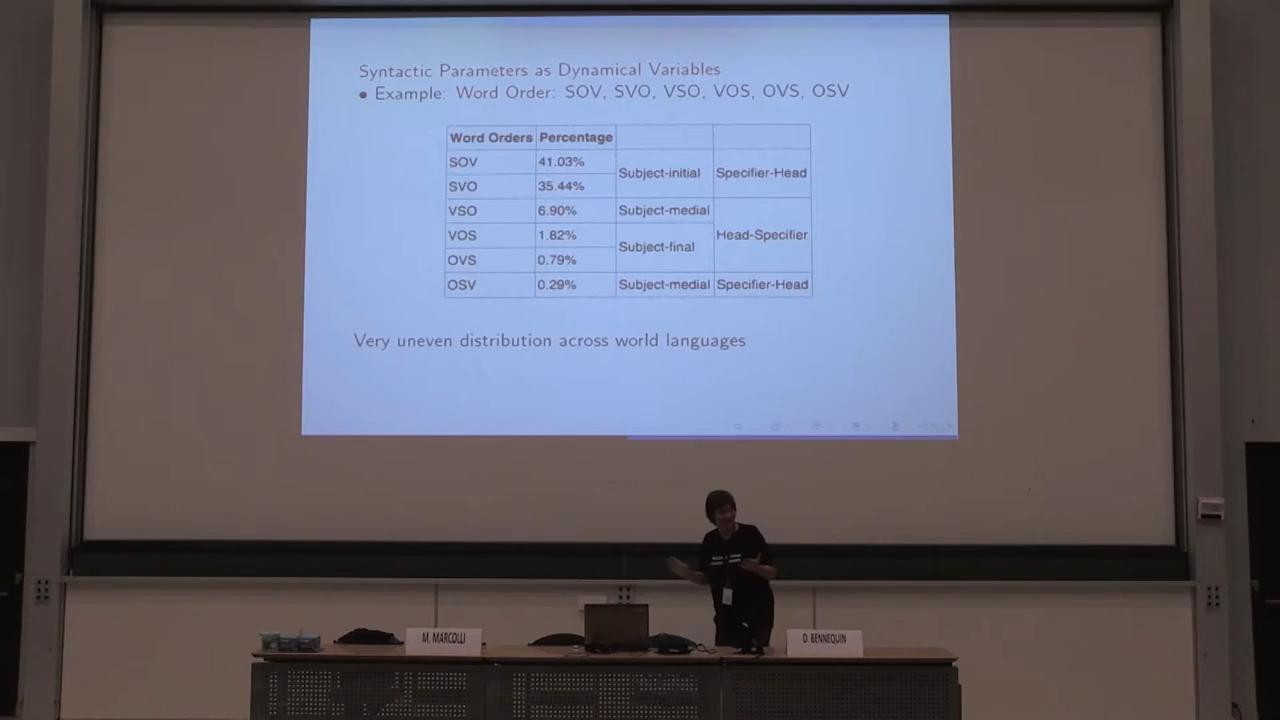 Syntactic Parameters as Dynamical Variables
• Example: Word Order: SOV, SVO, VSO, VOS, OVS, OSV
Word Orders Percentage
SOV 41.03% Subject-initial Specifier-Head
SVO 35.44%
VSO 6.90% Subject-medial Head-Specifier
VOS 1.82% Subject-final
OVS 0.79%
OSV 0.29% Subject-medial Specifier-Head
Very uneven distribution across world languages
M. MARCOLLI
D. BENNEQUIN